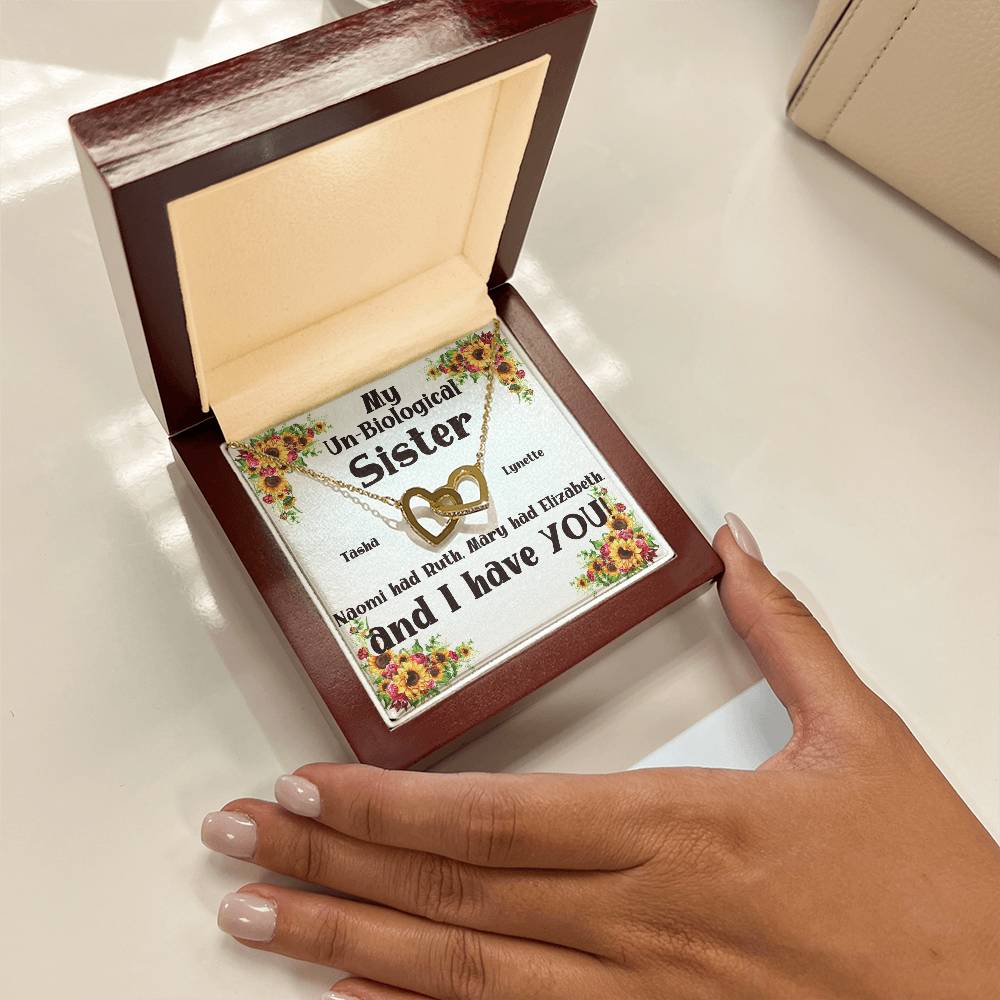 My
Un-Biological
Sister
Lynette
Tasha
Naomi had Ruth, Mary had Elizabeth,
and I have YOU!